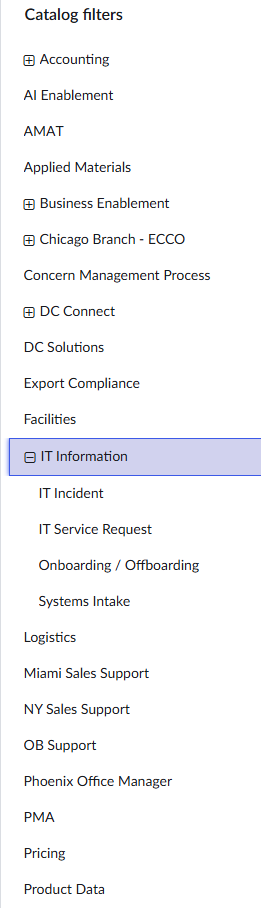 Catalog filters
Accounting
AI Enablement
AMAT
Applied Materials
Business Enablement
Chicago Branch - ECCO
Concern Management Process
DC Connect
DC Solutions
Export Compliance
Facilities
IT Information
IT Incident
IT Service Request
Onboarding / Offboarding
Systems Intake
Logistics
Miami Sales Support
NY Sales Support
OB Support
Phoenix Office Manager
PMA
Pricing
Product Data